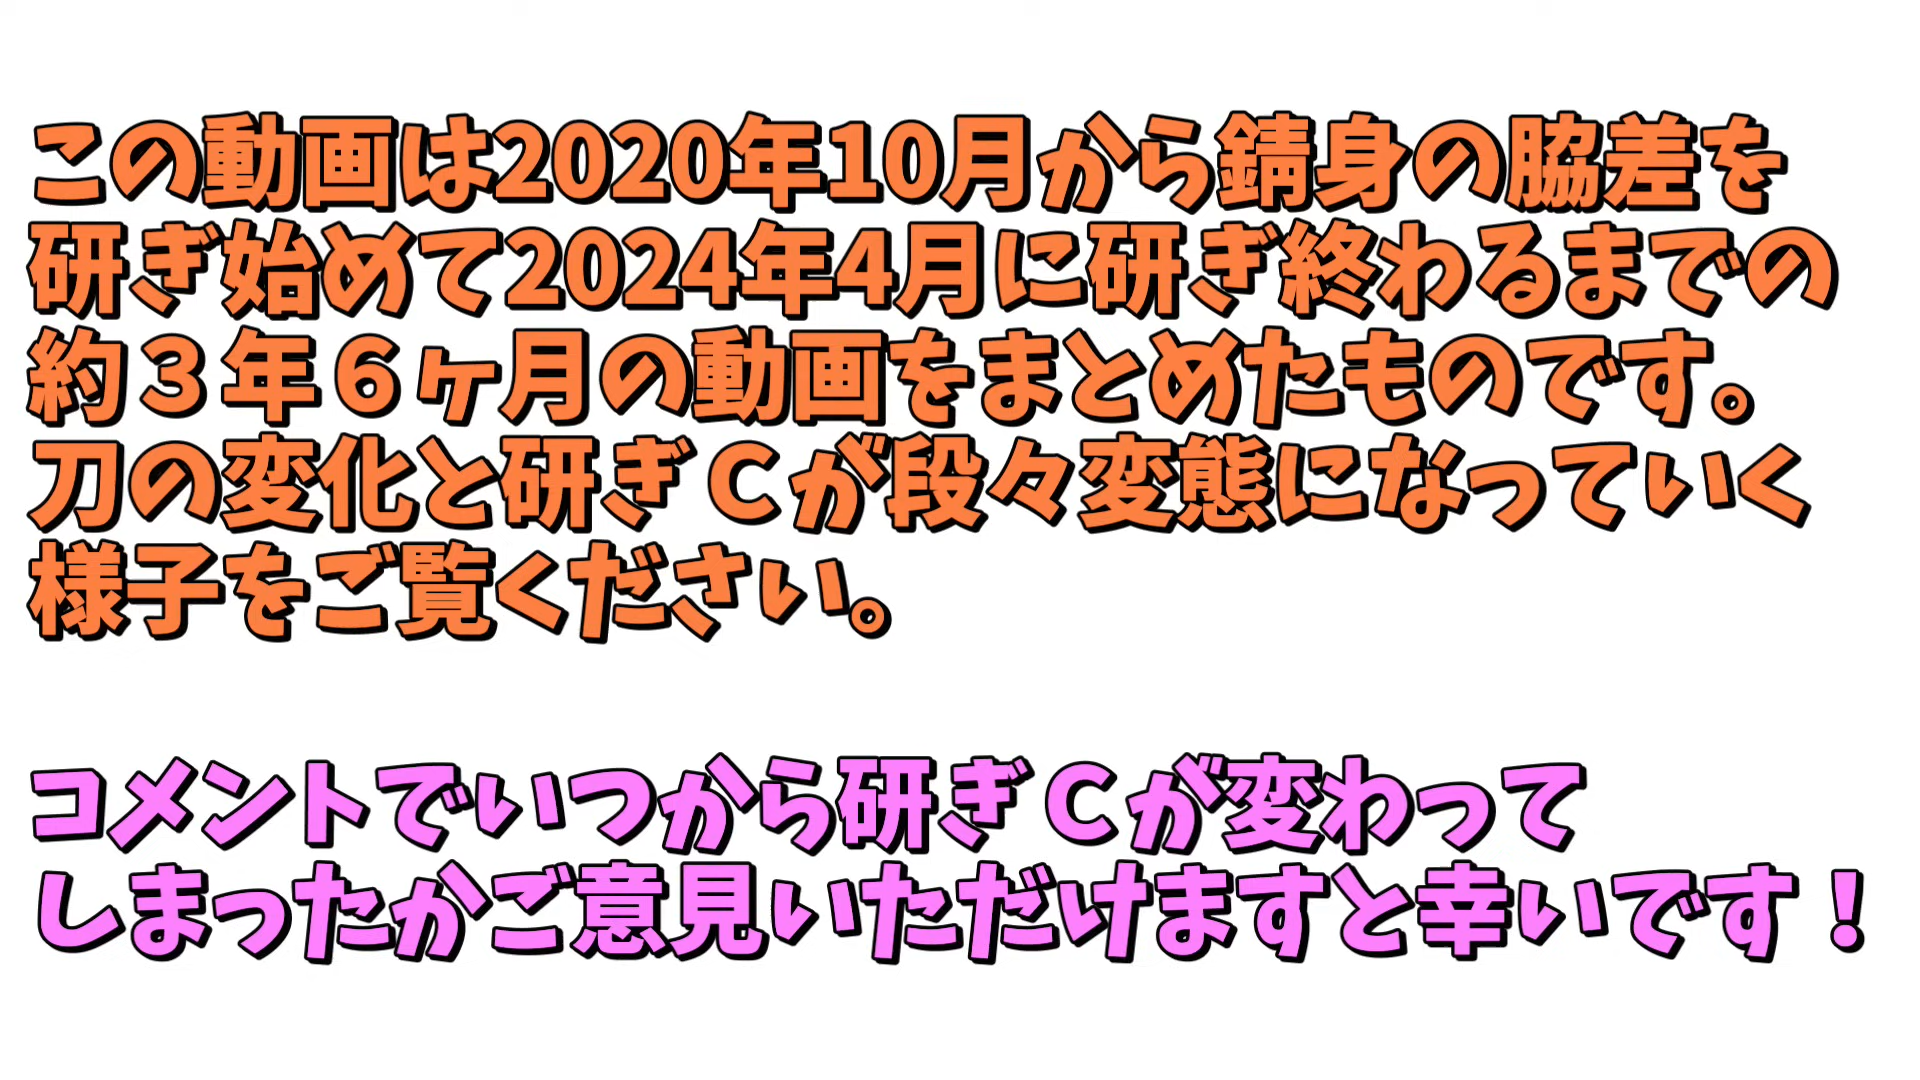 この動画は2020年10月から錆身の脇差を
研ぎ始めて2024年4月に研ぎ終わるまでの
約３年６ヶ月の動画をまとめたものです。
刀の変化と研ぎＣが段々変態になっていく
様子をご覧ください。
コメントでいつから研ぎＣが変わって
しまったかご意見いただけますと幸いです！